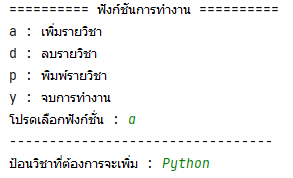 ========== ฟังก์ชันการทำงาน ==========
a : เพิ่มรายวิชา
d : ลบรายวิชา
p : พิมพ์รายวิชา
y : จบการทำงาน
โปรดเลือกฟังก์ชั่น : a
---------------------------------
ป้อนวิชาที่ต้องการจะเพิ่ม : Python